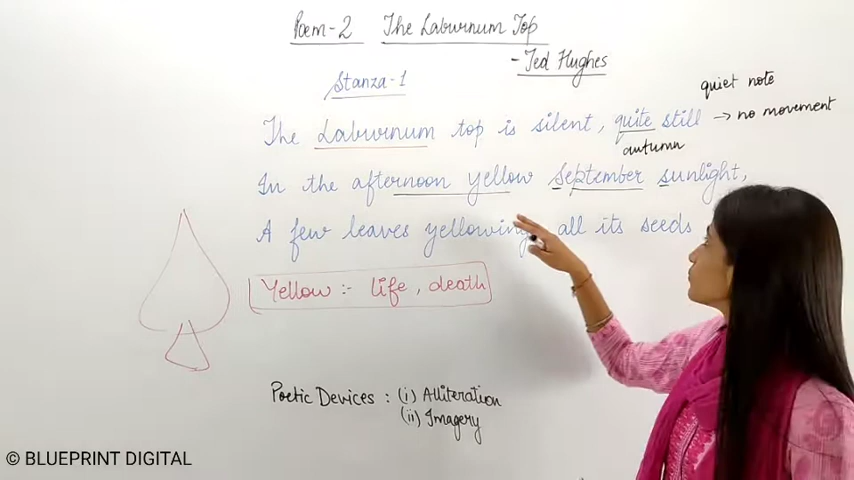 Poem-2 The Laburnum Top
- Ted Hughes
Stanza-1
quiet note
The Laburnum top is silent, quite still → no movement
autumn
In the afternoon yellow September sunlight,
A few leaves yellowing, all its seeds
Yellow :- life, death
Poetic Devices : (i) Alliteration
(ii) Imagery
© BLUEPRINT DIGITAL